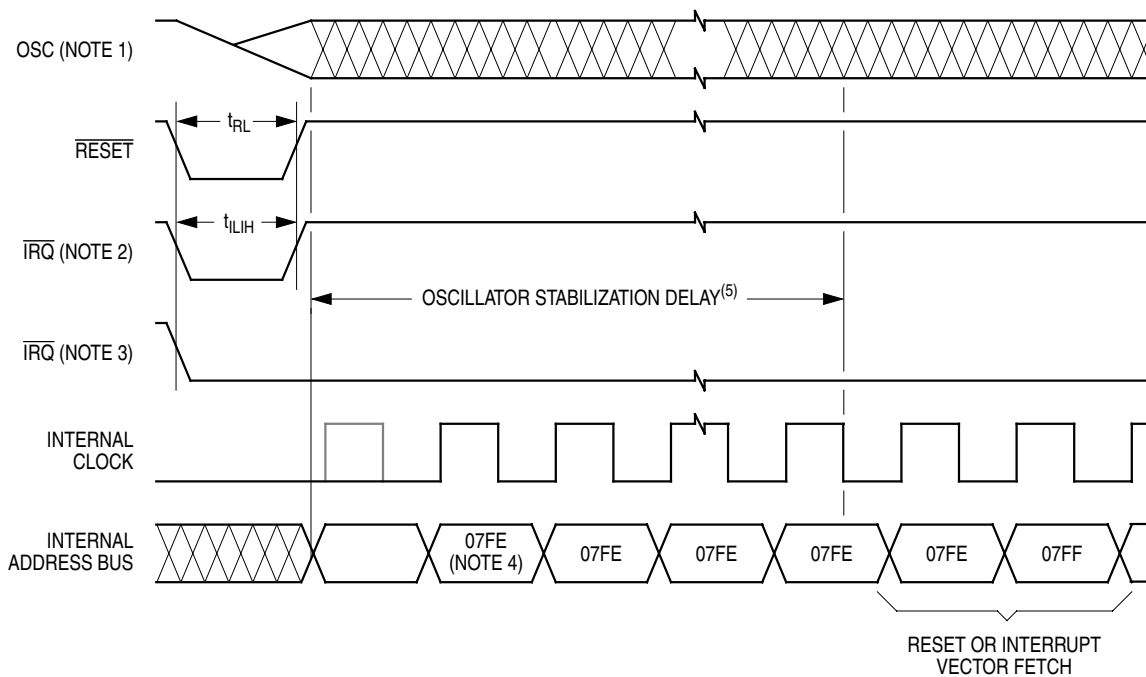 OSC (NOTE 1)
tRL
RESET
tILIH
IRQ (NOTE 2)
OSCILLATOR STABILIZATION DELAY(5)
IRQ (NOTE 3)
INTERNAL
CLOCK
INTERNAL
ADDRESS BUS
07FE
(NOTE 4)
07FE
07FE
07FE
07FE
07FF
RESET OR INTERRUPT
VECTOR FETCH